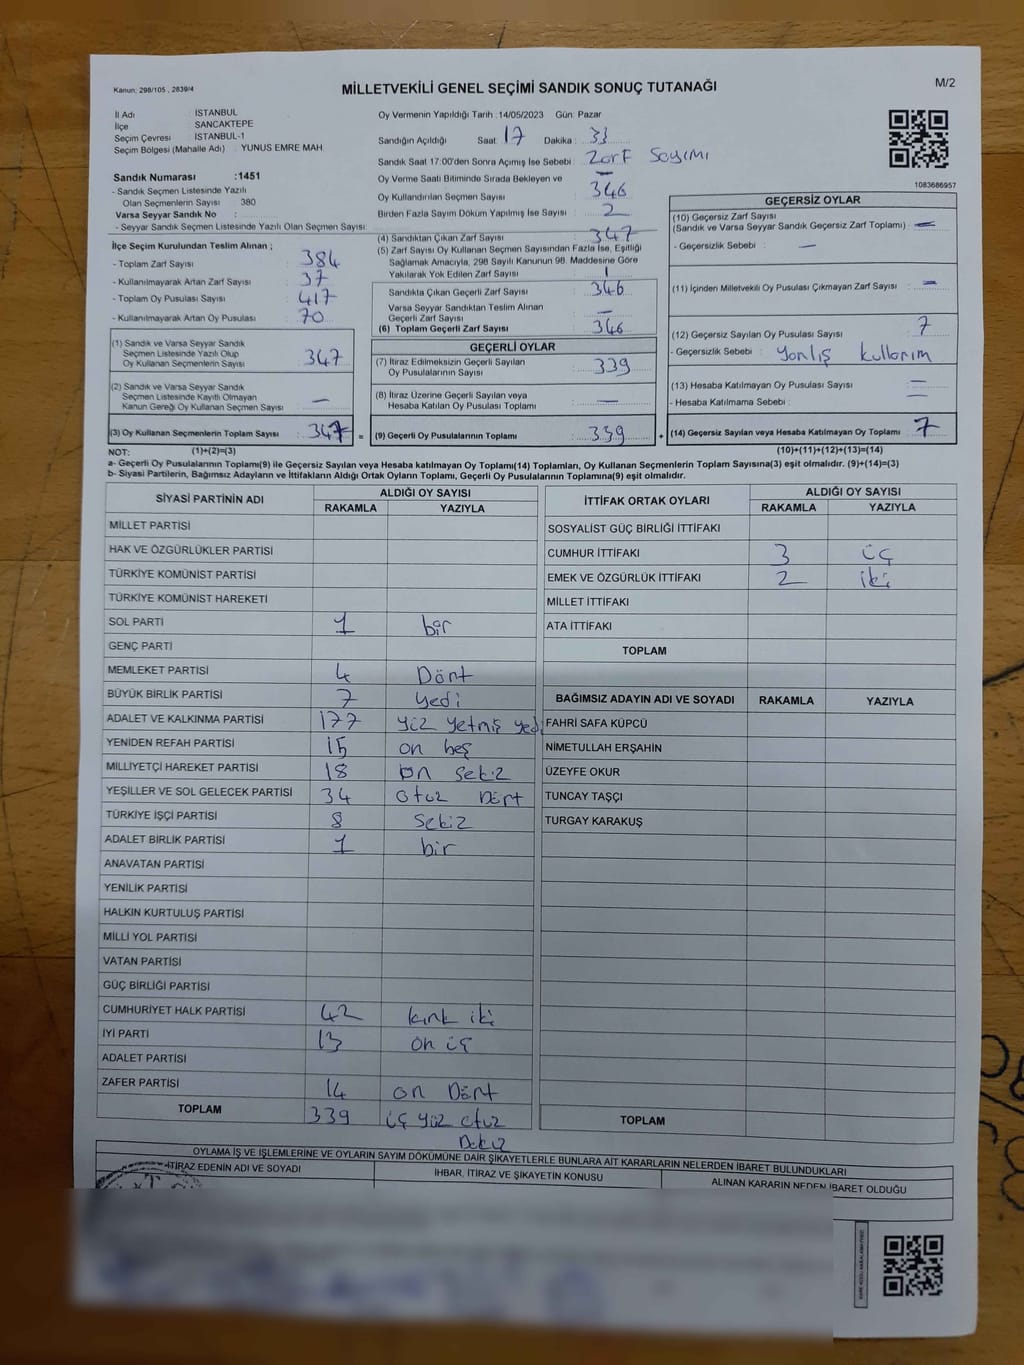 Kanun; 298/105 , 2839/4
MİLLETVEKİLİ GENEL SEÇİMİ SANDIK SONUÇ TUTANAĞI
M/2
İl Adı İSTANBUL
İlçe SANCAKTEPE
Seçim Çevresi İSTANBUL-1
Seçim Bölgesi (Mahalle Adı) YUNUS EMRE MAH.
Sandık Numarası :1451
- Sandık Seçmen Listesinde Yazılı
Olan Seçmenlerin Sayısı 380
Varsa Seyyar Sandık No :
- Seyyar Sandık Seçmen Listesinde Yazılı Olan Seçmen Sayısı:
Oy Vermenin Yapıldığı Tarih :14/05/2023 Gün: Pazar
Sandığın Açıldığı Saat: 17 Dakika : 33
Sandık Saat 17:00'den Sonra Açımış İse Sebebi : Zarf Sayımı
Oy Verme Saati Bitiminde Sırada Bekleyen ve
Oy Kullandırılan Seçmen Sayısı : 346
Birden Fazla Sayım Döküm Yapılmış İse Sayısı : 2
1083686957
İlçe Seçim Kurulundan Teslim Alınan ;
- Toplam Zarf Sayısı : 384
- Kullanılmayarak Artan Zarf Sayısı : 37
- Toplam Oy Pusulası Sayısı : 417
- Kullanılmayarak Artan Oy Pusulası : 70
(1) Sandık ve Varsa Seyyar Sandık
Seçmen Listesinde Yazılı Olup
Oy Kullanan Seçmenlerin Sayısı : 347
(2) Sandık ve Varsa Seyyar Sandık
Seçmen Listesinde Kayıtlı Olmayan
Kanun Gereği Oy Kullanan Seçmen Sayısı : —
(3) Oy Kullanan Seçmenlerin Toplam Sayısı : 347 =
(4) Sandıktan Çıkan Zarf Sayısı : 347
(5) Zarf Sayısı Oy Kullanan Seçmen Sayısından Fazla İse, Eşitliği
Sağlamak Amacıyla, 298 Sayılı Kanunun 98. Maddesine Göre
Yakılarak Yok Edilen Zarf Sayısı : 1
Sandıkta Çıkan Geçerli Zarf Sayısı : 346
Varsa Seyyar Sandıktan Teslim Alınan
Geçerli Zarf Sayısı : —
(6) Toplam Geçerli Zarf Sayısı : 346
GEÇERLİ OYLAR
(7) İtiraz Edilmeksizin Geçerli Sayılan
Oy Pusulalarının Sayısı : 339
(8) İtiraz Üzerine Geçerli Sayılan veya
Hesaba Katılan Oy Pusulası Toplamı : —
(9) Geçerli Oy Pusulalarının Toplamı : 339 +
GEÇERSİZ OYLAR
(10) Geçersiz Zarf Sayısı
(Sandık ve Varsa Seyyar Sandık Geçersiz Zarf Toplamı) : —
- Geçersizlik Sebebi : —
(11) İçinden Milletvekili Oy Pusulası Çıkmayan Zarf Sayısı : —
(12) Geçersiz Sayılan Oy Pusulası Sayısı : 7
- Geçersizlik Sebebi : Yanlış kullanım
(13) Hesaba Katılmayan Oy Pusulası Sayısı : —
- Hesaba Katılmama Sebebi : —
(14) Geçersiz Sayılan veya Hesaba Katılmayan Oy Toplamı : 7
NOT: (1)+(2)=(3) (10)+(11)+(12)+(13)=(14)
a- Geçerli Oy Pusulalarının Toplamı(9) ile Geçersiz Sayılan veya Hesaba katılmayan Oy Toplamı(14) Toplamları, Oy Kullanan Seçmenlerin Toplam Sayısına(3) eşit olmalıdır. (9)+(14)=(3)
b- Siyasi Partilerin, Bağımsız Adayların ve İttifakların Aldığı Ortak Oyların Toplamı, Geçerli Oy Pusulalarının Toplamına(9) eşit olmalıdır.
SİYASİ PARTİNİN ADI ALDIĞI OY SAYISI
RAKAMLA YAZIYLA
MİLLET PARTİSİ
HAK VE ÖZGÜRLÜKLER PARTİSİ
TÜRKİYE KOMÜNİST PARTİSİ
TÜRKİYE KOMÜNİST HAREKETİ
SOL PARTİ 1 bir
GENÇ PARTİ
MEMLEKET PARTİSİ 4 Dört
BÜYÜK BİRLİK PARTİSİ 7 yedi
ADALET VE KALKINMA PARTİSİ 177 yüz yetmiş yedi
YENİDEN REFAH PARTİSİ 15 on beş
MİLLİYETÇİ HAREKET PARTİSİ 18 on sekiz
YEŞİLLER VE SOL GELECEK PARTİSİ 34 otuz Dört
TÜRKİYE İŞÇİ PARTİSİ 8 Sekiz
ADALET BİRLİK PARTİSİ 1 bir
ANAVATAN PARTİSİ
YENİLİK PARTİSİ
HALKIN KURTULUŞ PARTİSİ
MİLLİ YOL PARTİSİ
VATAN PARTİSİ
GÜÇ BİRLİĞİ PARTİSİ
CUMHURİYET HALK PARTİSİ 42 kırk iki
İYİ PARTİ 13 on üç
ADALET PARTİSİ
ZAFER PARTİSİ 14 on Dört
TOPLAM 339 üç yüz otuz
Dokuz
İTTİFAK ORTAK OYLARI ALDIĞI OY SAYISI
RAKAMLA YAZIYLA
SOSYALİST GÜÇ BİRLİĞİ İTTİFAKI
CUMHUR İTTİFAKI 3 üç
EMEK VE ÖZGÜRLÜK İTTİFAKI 2 iki
MİLLET İTTİFAKI
ATA İTTİFAKI
TOPLAM
BAĞIMSIZ ADAYIN ADI VE SOYADI RAKAMLA YAZIYLA
FAHRİ SAFA KÜPCÜ
NİMETULLAH ERŞAHİN
ÜZEYFE OKUR
TUNCAY TAŞÇI
TURGAY KARAKUŞ
TOPLAM
OYLAMA İŞ VE İŞLEMLERİNE VE OYLARIN SAYIM DÖKÜMÜNE DAİR ŞİKAYETLERLE BUNLARA AİT KARARLARIN NELERDEN İBARET BULUNDUKLARI
İTİRAZ EDENİN ADI VE SOYADI İHBAR, İTİRAZ VE ŞİKAYETİN KONUSU ALINAN KARARIN NEDEN İBARET OLDUĞU